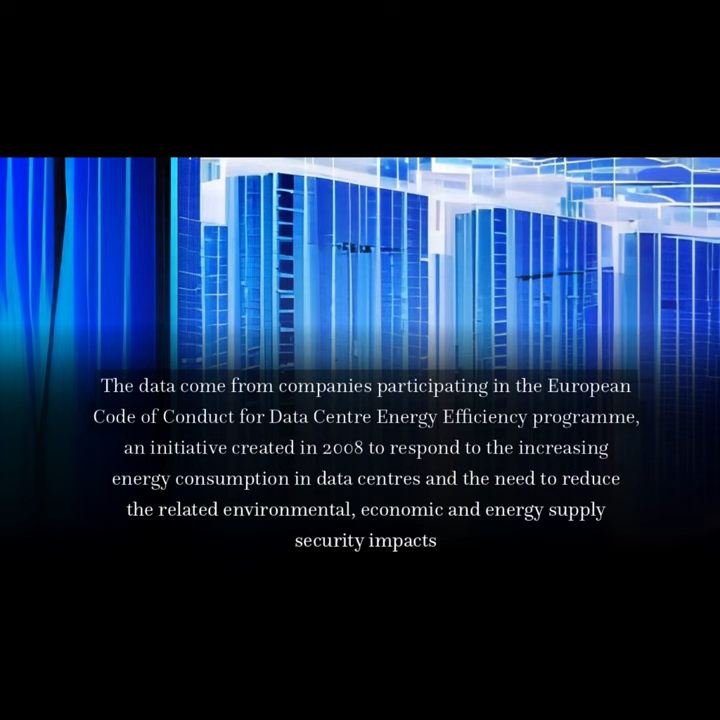 The data come from companies participating in the European
Code of Conduct for Data Centre Energy Efficiency programme,
an initiative created in 2008 to respond to the increasing
energy consumption in data centres and the need to reduce
the related environmental, economic and energy supply
security impacts